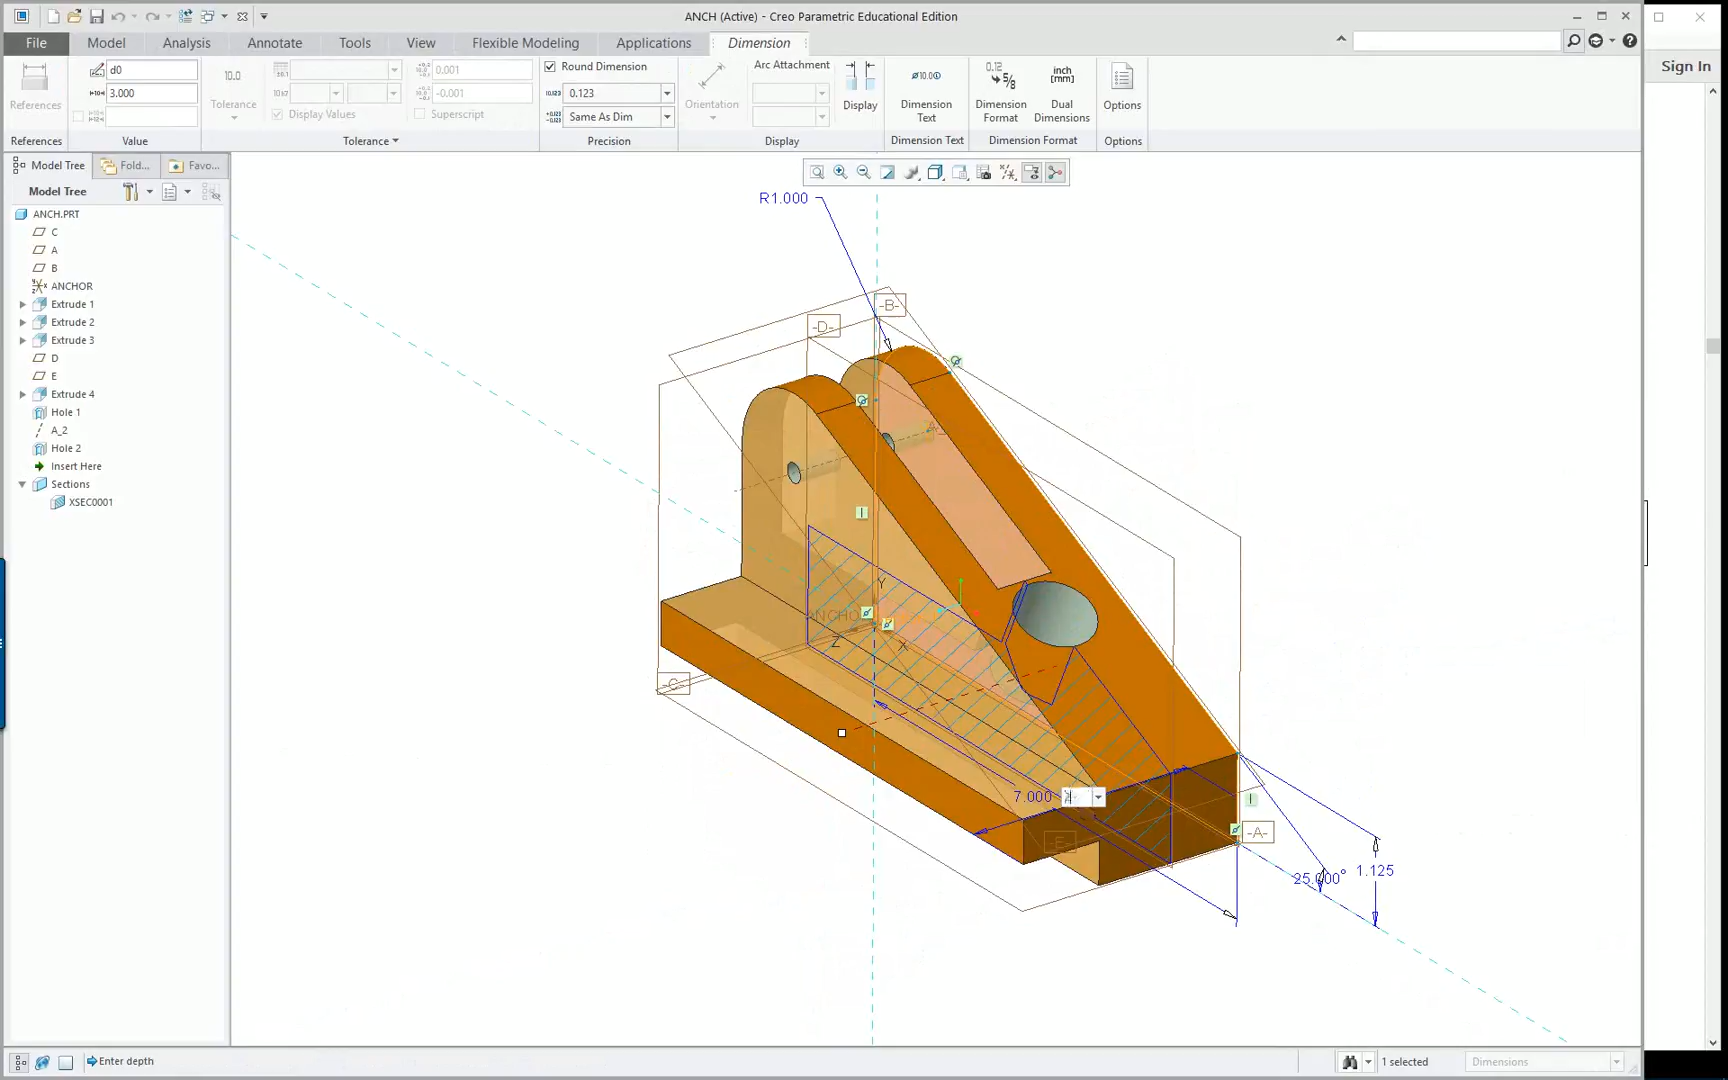 ANCH (Active) - Creo Parametric Educational Edition
File
Model
Analysis
Annotate
Tools
View
Flexible Modeling
Applications
Dimension
Sign In
References
References
d0
3.000
Value
10.0
Tolerance
Display Values
0.001
-0.001
Superscript
Tolerance
Round Dimension
0.123
Same As Dim
Precision
Orientation
Arc Attachment
Display
Display
Dimension
Text
Dimension Text
Dimension
Format
inch
[mm]
Dual
Dimensions
Dimension Format
Options
Options
Model Tree
Fold...
Favo...
Model Tree
ANCH.PRT
C
A
B
ANCHOR
Extrude 1
Extrude 2
Extrude 3
D
E
Extrude 4
Hole 1
A_2
Hole 2
Insert Here
Sections
XSEC0001
R1.000
-B-
-D-
Y
Z
X
-C-
7.000
-E-
-A-
1.125
25.000°
Enter depth
1 selected
Dimensions